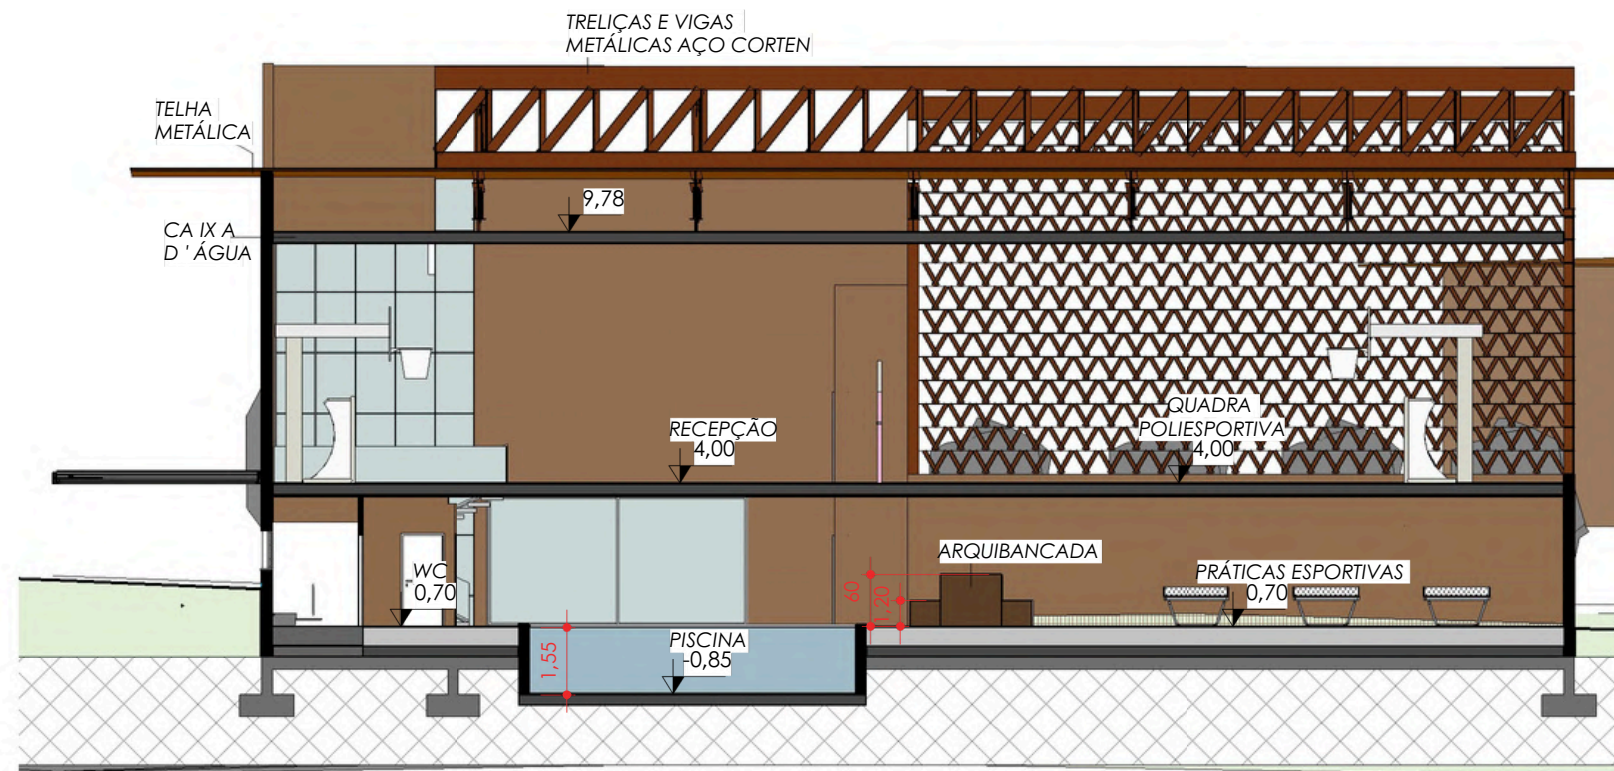 TRELIÇAS E VIGAS
METÁLICAS AÇO CORTEN
TELHA
METÁLICA
9,78
CA IX A
D ' ÁGUA
RECEPÇÃO
4,00
QUADRA
POLIESPORTIVA
4,00
ARQUIBANCADA
WC
0,70
60
1,20
PRÁTICAS ESPORTIVAS
0,70
1,55
PISCINA
-0,85